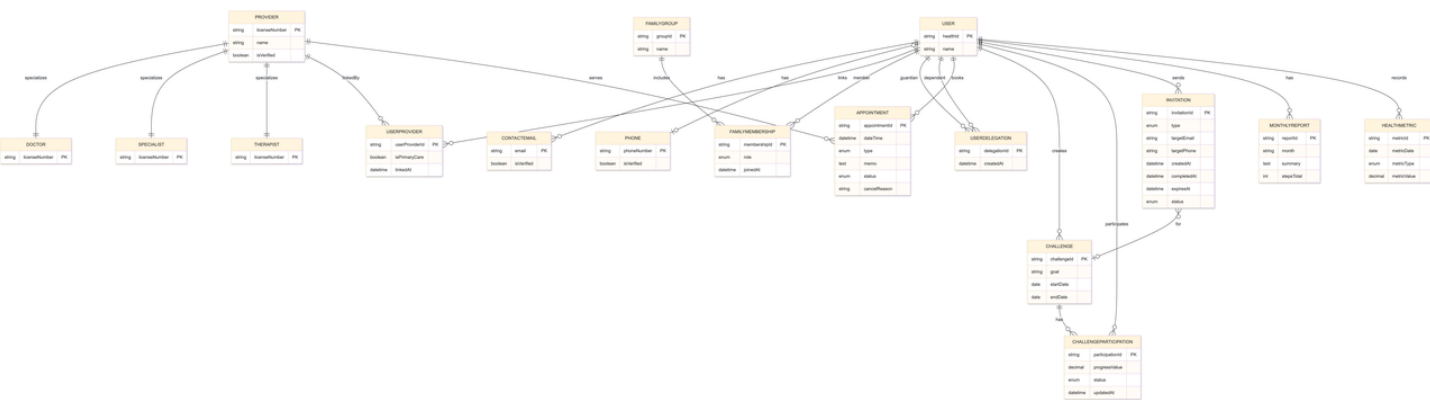 PROVIDER
string licenseNumber PK
string name
boolean isVerified
FAMILYGROUP
string groupId PK
string name
USER
string healthId PK
string name
specializes
specializes
specializes
linkedBy
serves
includes
has
has
links
member
guardian
dependent
books
sends
has
records
DOCTOR
string licenseNumber PK
SPECIALIST
string licenseNumber PK
THERAPIST
string licenseNumber PK
USERPROVIDER
string userProviderId PK
boolean isPrimaryCare
datetime linkedAt
CONTACTEMAIL
string email PK
boolean isVerified
PHONE
string phoneNumber PK
boolean isVerified
FAMILYMEMBERSHIP
string membershipId PK
enum role
datetime joinedAt
APPOINTMENT
string appointmentId PK
datetime dateTime
enum type
text memo
enum status
string cancelReason
USERDELEGATION
string delegationId PK
datetime createdAt
INVITATION
string invitationId PK
enum type
string targetEmail
string targetPhone
datetime createdAt
datetime completedAt
datetime expiresAt
enum status
MONTHLYREPORT
string reportId PK
string month
text summary
int stepsTotal
HEALTHMETRIC
string metricId PK
date metricDate
enum metricType
decimal metricValue
creates
participates
for
CHALLENGE
string challengeId PK
string goal
date startDate
date endDate
has
CHALLENGEPARTICIPATION
string participationId PK
decimal progressValue
enum status
datetime updatedAt